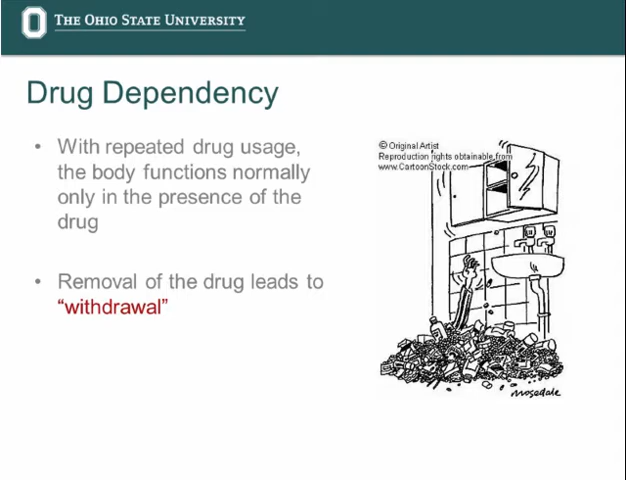 THE OHIO STATE UNIVERSITY
Drug Dependency
• With repeated drug usage,
the body functions normally
only in the presence of the
drug
• Removal of the drug leads to
“withdrawal”
© Original Artist
Reproduction rights obtainable from
www.CartoonStock.com
mosedale